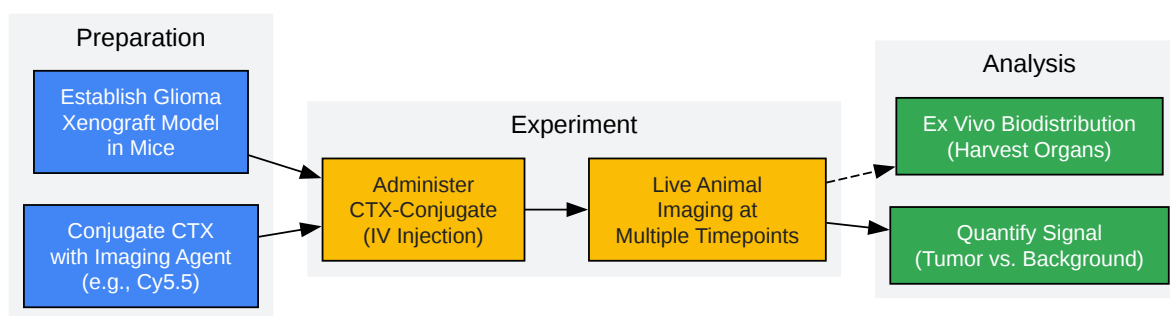 Preparation
Establish Glioma
Xenograft Model
in Mice
Conjugate CTX
with Imaging Agent
(e.g., Cy5.5)
Experiment
Administer
CTX-Conjugate
(IV Injection)
Live Animal
Imaging at
Multiple Timepoints
Analysis
Ex Vivo Biodistribution
(Harvest Organs)
Quantify Signal
(Tumor vs. Background)